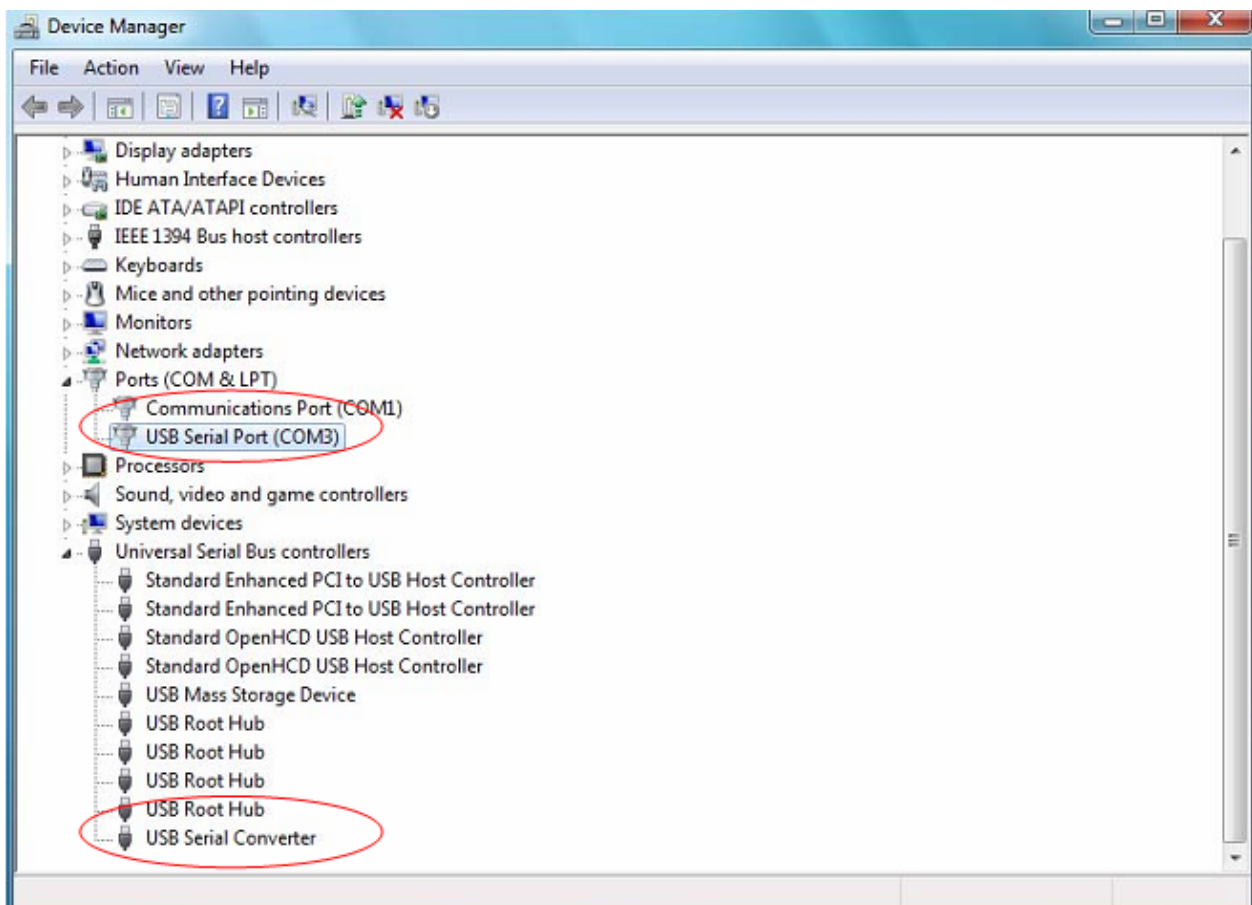 Device Manager
File Action View Help
Display adapters
Human Interface Devices
IDE ATA/ATAPI controllers
IEEE 1394 Bus host controllers
Keyboards
Mice and other pointing devices
Monitors
Network adapters
Ports (COM & LPT)
Communications Port (COM1)
USB Serial Port (COM3)
Processors
Sound, video and game controllers
System devices
Universal Serial Bus controllers
Standard Enhanced PCI to USB Host Controller
Standard Enhanced PCI to USB Host Controller
Standard OpenHCD USB Host Controller
Standard OpenHCD USB Host Controller
USB Mass Storage Device
USB Root Hub
USB Root Hub
USB Root Hub
USB Root Hub
USB Serial Converter